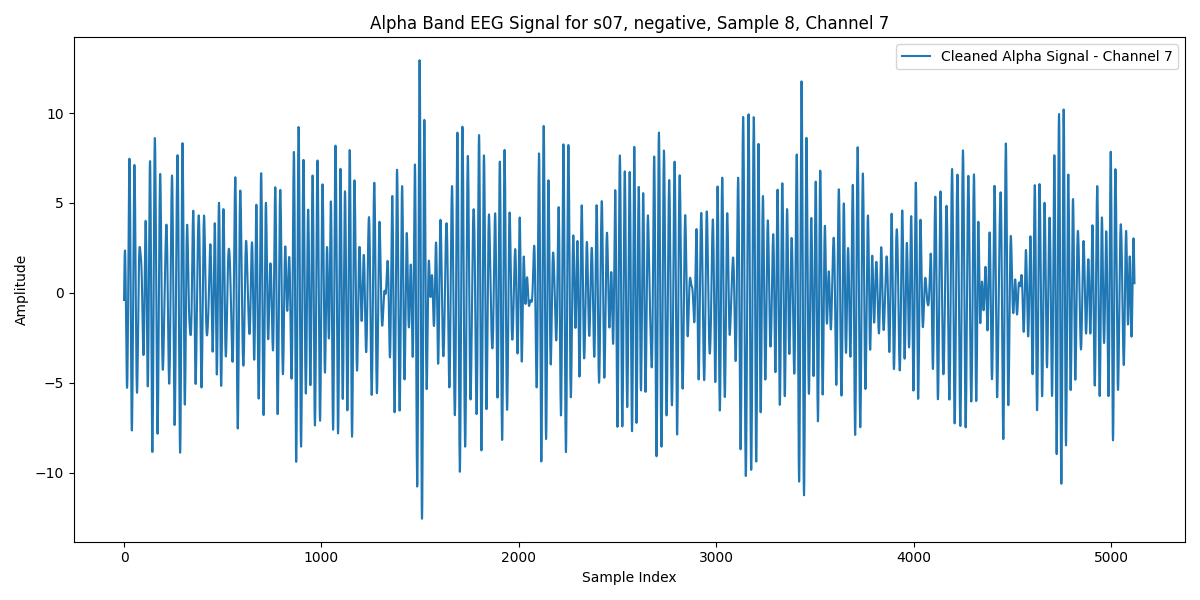 Alpha Band EEG Signal for s07, negative, Sample 8, Channel 7
Cleaned Alpha Signal - Channel 7
Amplitude
10
5
0
−5
−10
0 1000 2000 3000 4000 5000
Sample Index